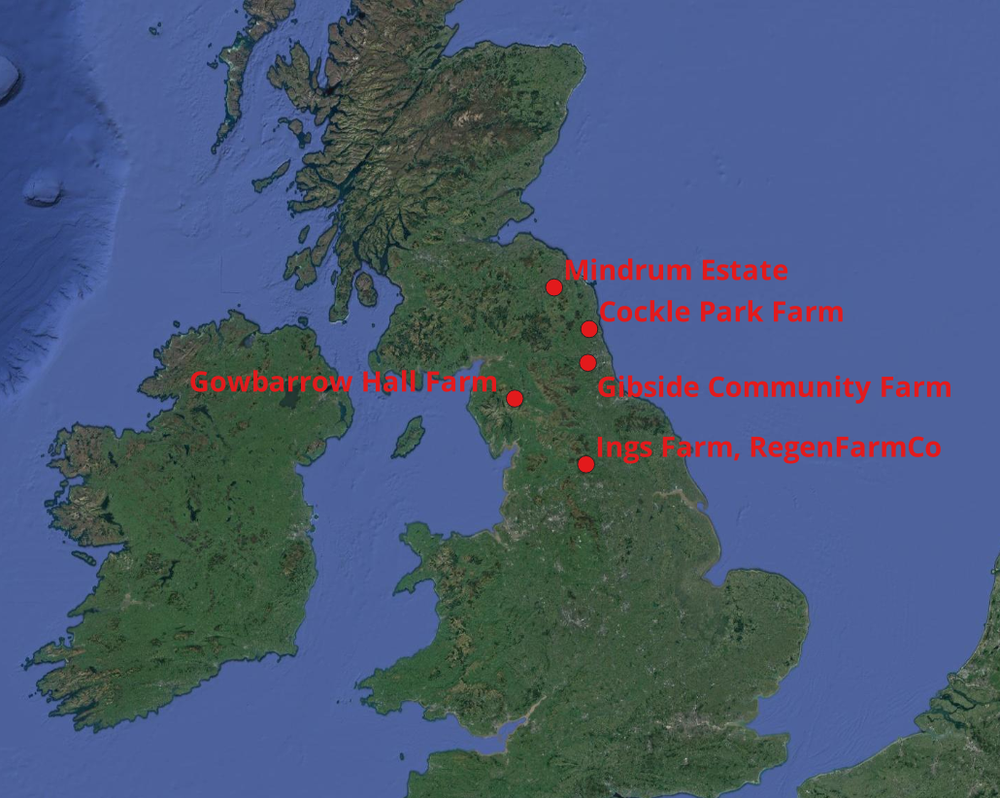 Mindrum Estate
Cockle Park Farm
Gowbarrow Hall Farm
Gibside Community Farm
Ings Farm, RegenFarmCo